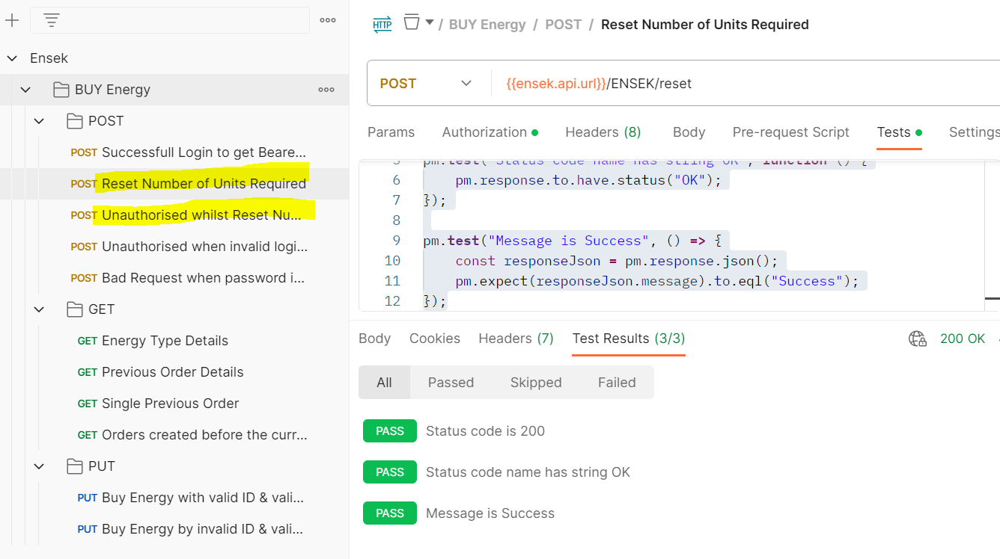 Ensek
BUY Energy
POST
POST Successfull Login to get Beare...
POST Reset Number of Units Required
POST Unauthorised whilst Reset Nu...
POST Unauthorised when invalid logi...
POST Bad Request when password i...
GET
GET Energy Type Details
GET Previous Order Details
GET Single Previous Order
GET Orders created before the curr...
PUT
PUT Buy Energy with valid ID & vali...
PUT Buy Energy by invalid ID & vali...
HTTP / BUY Energy / POST / Reset Number of Units Required
POST {{ensek.api.url}}/ENSEK/reset
Params Authorization Headers (8) Body Pre-request Script Tests Settings
5 pm.test("Status code name has string OK", function () {
6 pm.response.to.have.status("OK");
7 });
8
9 pm.test("Message is Success", () => {
10 const responseJson = pm.response.json();
11 pm.expect(responseJson.message).to.eql("Success");
12 });
Body Cookies Headers (7) Test Results (3/3) 200 OK
All Passed Skipped Failed
PASS Status code is 200
PASS Status code name has string OK
PASS Message is Success